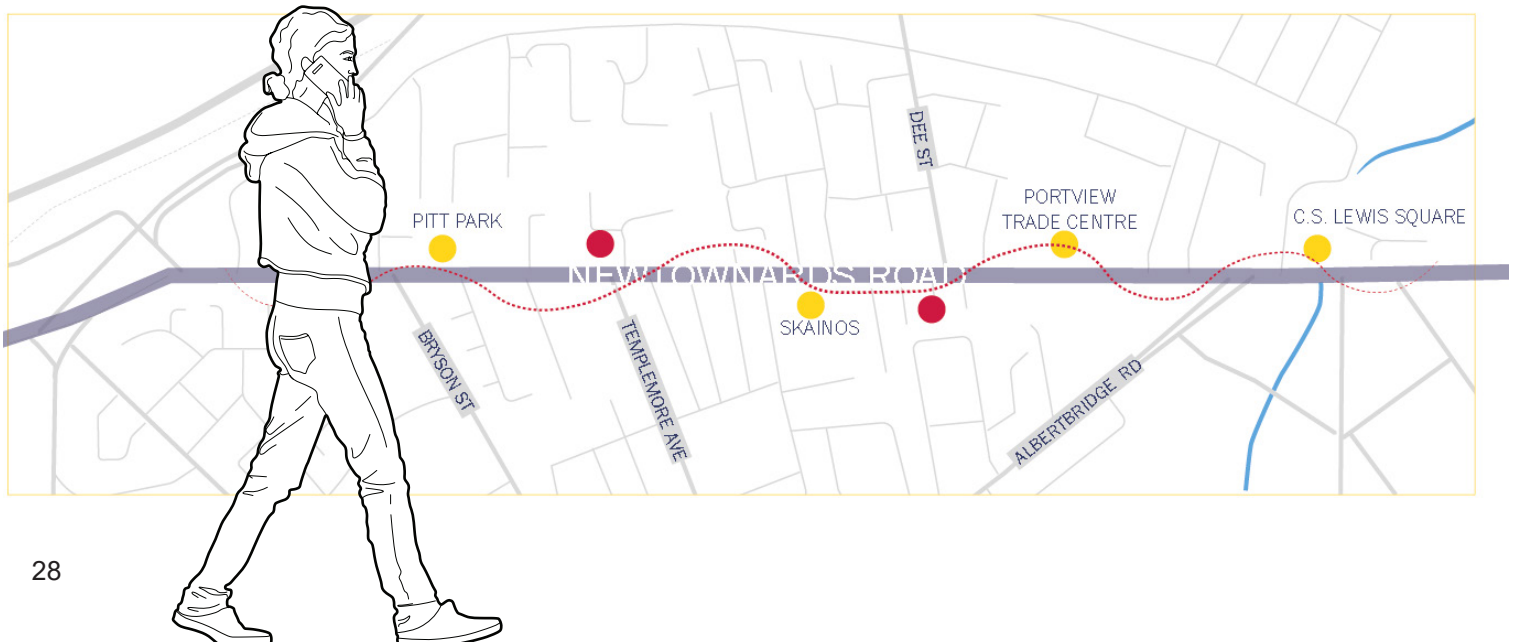 DEE ST
PORTVIEW
TRADE CENTRE
PITT PARK
C.S. LEWIS SQUARE
NEWTOWNARDS ROAD
SKAINOS
BRYSON ST
TEMPLEMORE AVE
ALBERTBRIDGE RD
28